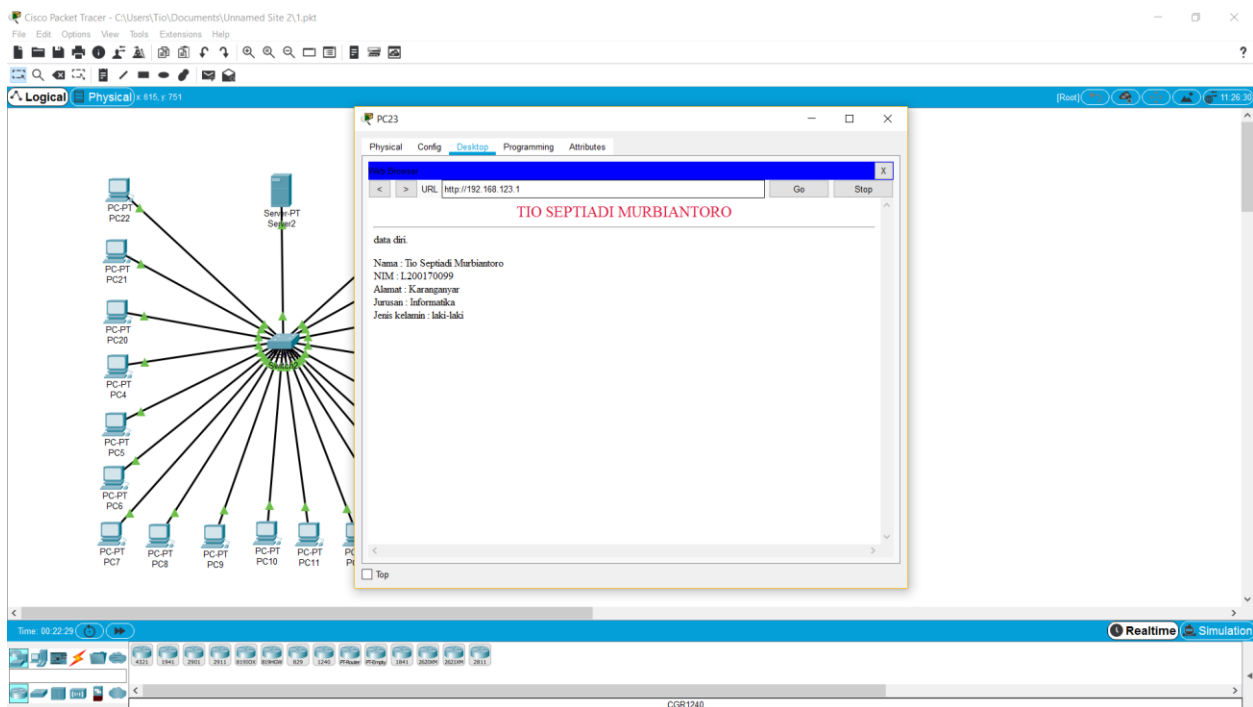 Cisco Packet Tracer - C:\Users\Tio\Documents\Unnamed Site 2\1.pkt
File Edit Options View Tools Extensions Help
?
Logical Physical x: 615, y: 751 [Root] 11:26:30
PC23
Physical Config Desktop Programming Attributes
Web Browser X
< > URL http://192.168.123.1 Go Stop
TIO SEPTIADI MURBIANTORO
data diri.
Nama : Tio Septiadi Murbiantoro
NIM : L200170099
Alamat : Karanganyar
Jurusan : Informatika
Jenis kelamin : laki-laki
Top
PC-PT
PC22
Server-PT
Server2
PC-PT
PC21
PC-PT
PC20
PC-PT
PC4
PC-PT
PC5
PC-PT
PC6
PC-PT
PC7
PC-PT
PC8
PC-PT
PC9
PC-PT
PC10
PC-PT
PC11
Time: 00:22:29 Realtime Simulation
4321 1941 2901 2911 819IOX 819HGW 829 1240 PT-Router PT-Empty 1841 2620XM 2621XM 2811
CGR1240